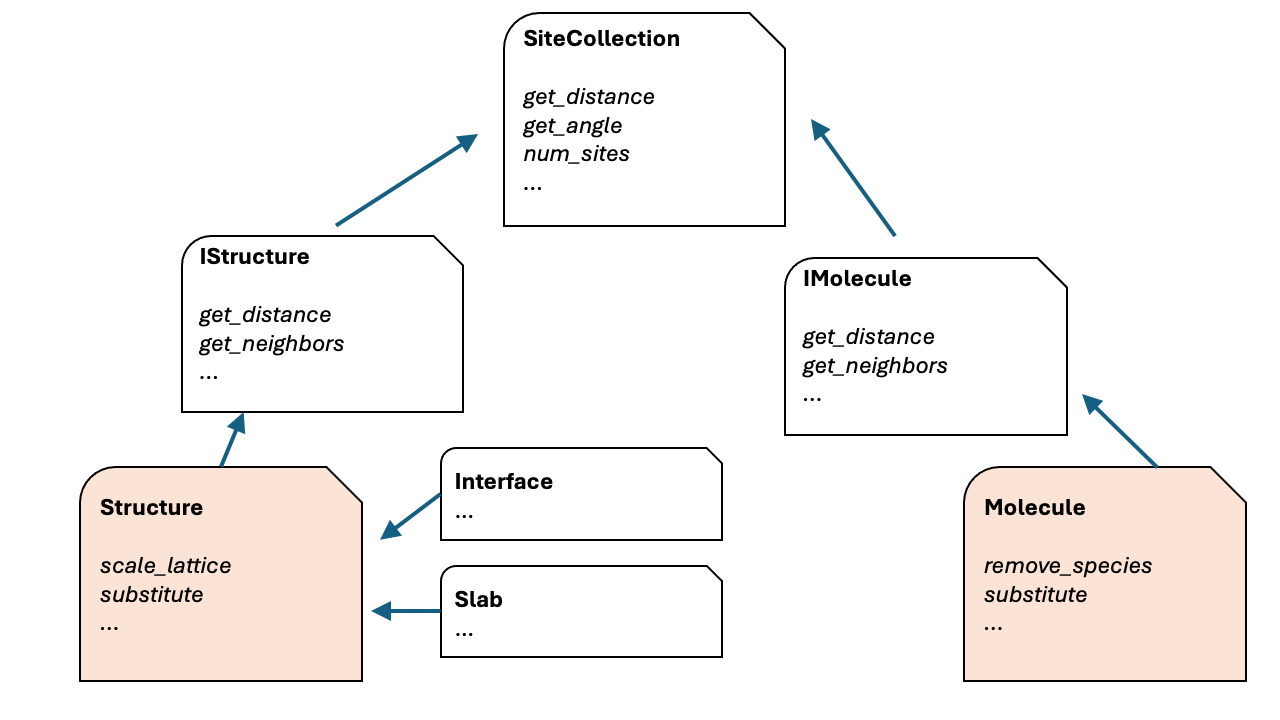 SiteCollection
get_distance
get_angle
num_sites
...
IStructure
get_distance
get_neighbors
...
IMolecule
get_distance
get_neighbors
...
Structure
scale_lattice
substitute
...
Interface
...
Slab
...
Molecule
remove_species
substitute
...